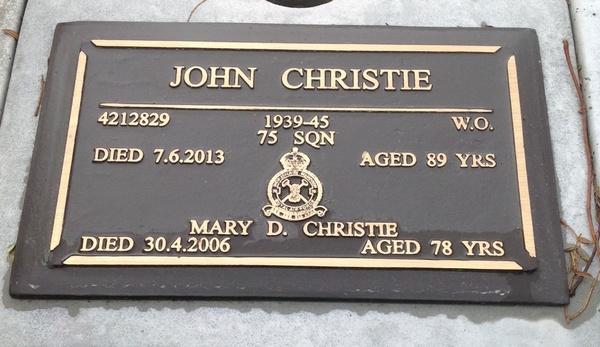 JOHN CHRISTIE
4212829 1939-45 W.O.
75 SQN
DIED 7.6.2013 AGED 89 YRS
MARY D. CHRISTIE
DIED 30.4.2006 AGED 78 YRS